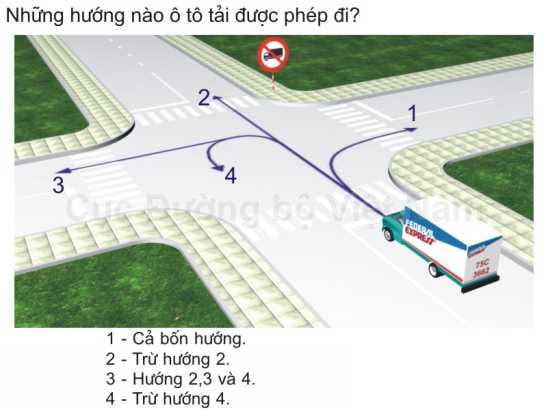 Những hướng nào ô tô tải được phép đi?
2
1
3
4
Cục Đường bộ Việt Nam
FEDERAL
EXPRESS
75C
3682
1 - Cả bốn hướng.
2 - Trừ hướng 2.
3 - Hướng 2,3 và 4.
4 - Trừ hướng 4.